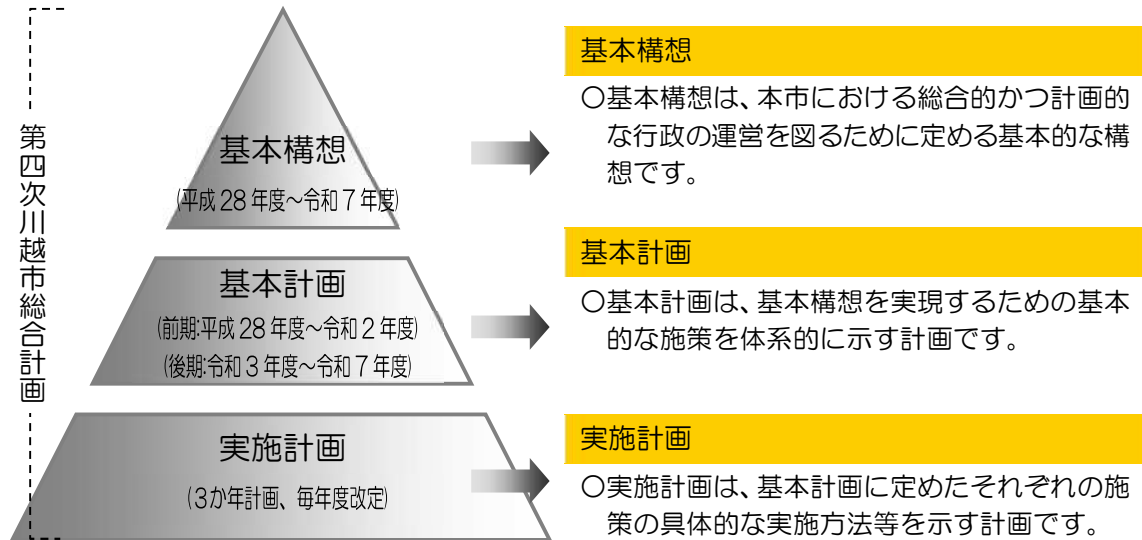 第四次川越市総合計画
基本構想
(平成 28 年度～令和 7 年度)
基本構想
〇基本構想は、本市における総合的かつ計画的
な行政の運営を図るために定める基本的な構
想です。
基本計画
(前期:平成 28 年度～令和 2 年度)
(後期:令和 3 年度～令和 7 年度)
基本計画
〇基本計画は、基本構想を実現するための基本
的な施策を体系的に示す計画です。
実施計画
(3か年計画、毎年度改定)
実施計画
〇実施計画は、基本計画に定めたそれぞれの施
策の具体的な実施方法等を示す計画です。